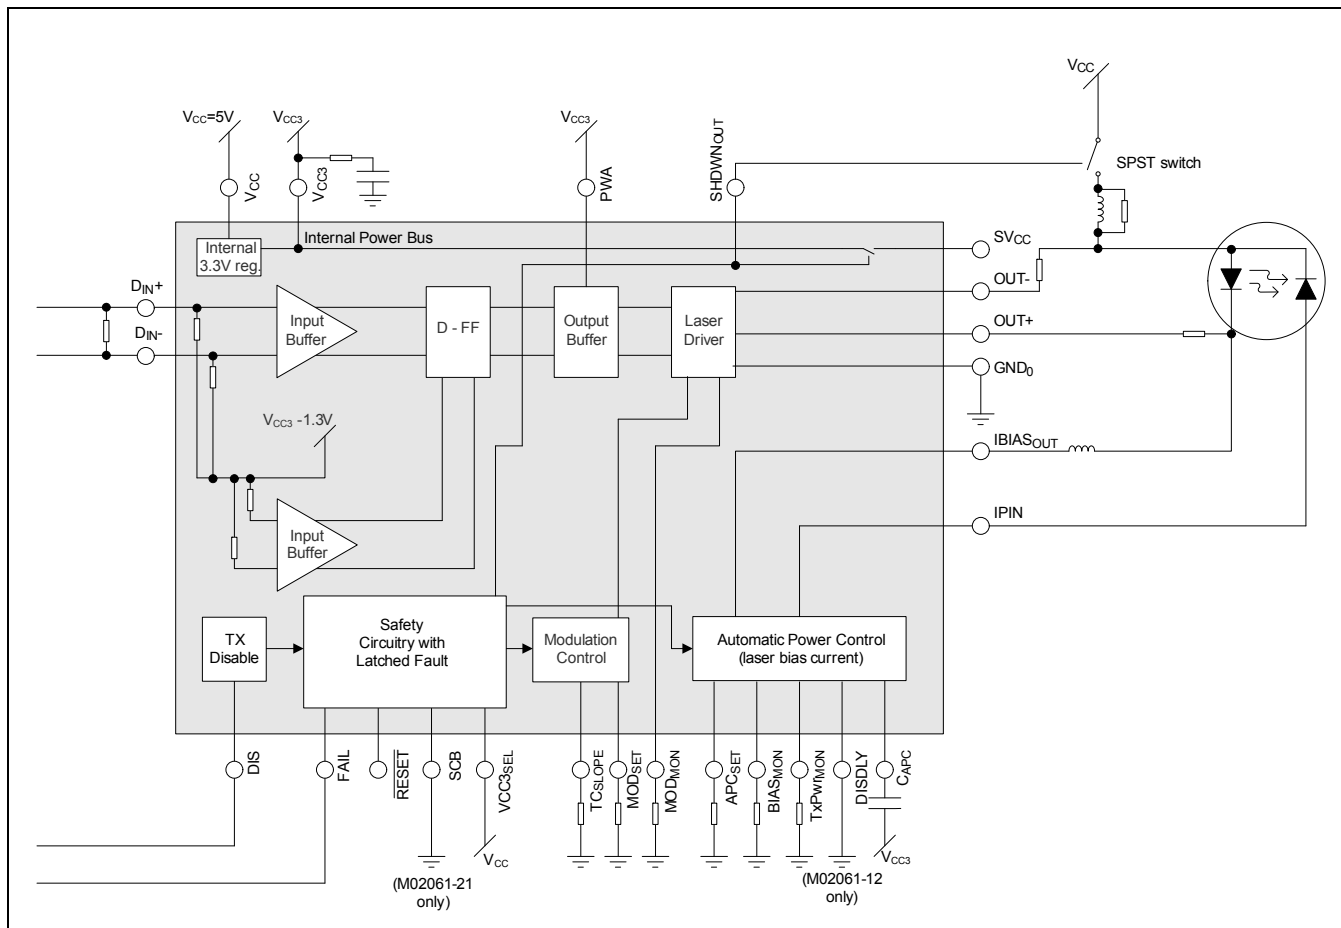 VCC
VCC=5V
VCC3
VCC3
SHDWNOUT
SPST switch
VCC
VCC3
PWA
Internal Power Bus
Internal
3.3V reg.
SVCC
OUT-
DIN+
DIN-
Input
Buffer
D - FF
Output
Buffer
Laser
Driver
OUT+
GND0
VCC3 -1.3V
IBIASOUT
IPIN
Input
Buffer
TX
Disable
Safety
Circuitry with
Latched Fault
Modulation
Control
Automatic Power Control
(laser bias current)
DIS
FAIL
RESET
SCB
VCC3SEL
TCSLOPE
MODSET
MODMON
APCSET
BIASMON
TxPwrMON
DISDLY
CAPC
VCC
VCC3
(M02061-21
only)
(M02061-12
only)